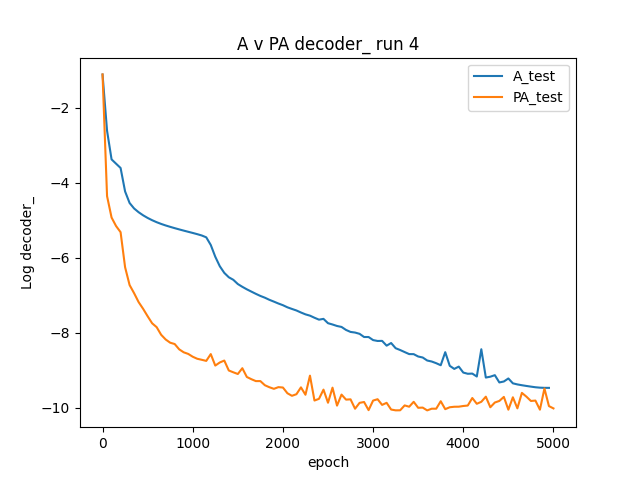 A v PA decoder_ run 4
A_test
PA_test
Log decoder_
−2
−4
−6
−8
−10
0
1000
2000
3000
4000
5000
epoch